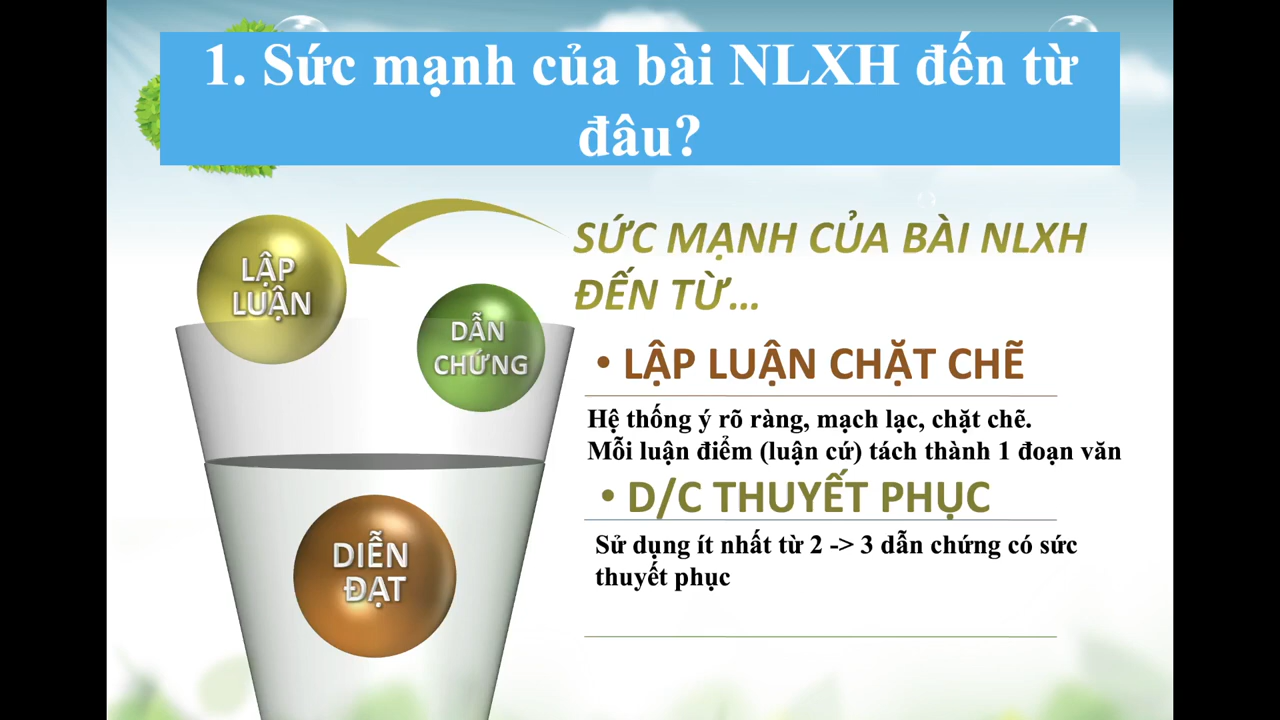 1. Sức mạnh của bài NLXH đến từ
đâu?
SỨC MẠNH CỦA BÀI NLXH
ĐẾN TỪ...
LẬP
LUẬN
DẪN
CHỨNG
DIỄN
ĐẠT
• LẬP LUẬN CHẶT CHẼ
Hệ thống ý rõ ràng, mạch lạc, chặt chẽ.
Mỗi luận điểm (luận cứ) tách thành 1 đoạn văn
• D/C THUYẾT PHỤC
Sử dụng ít nhất từ 2 -> 3 dẫn chứng có sức
thuyết phục